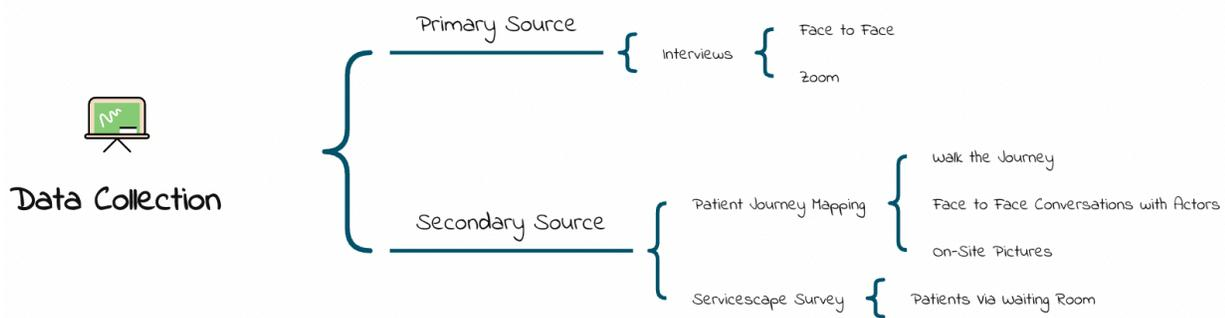 Data Collection
Primary Source
Interviews
Face to Face
Zoom
Secondary Source
Patient Journey Mapping
Walk the Journey
Face to Face Conversations with Actors
On-Site Pictures
Servicescape Survey
Patients Via Waiting Room